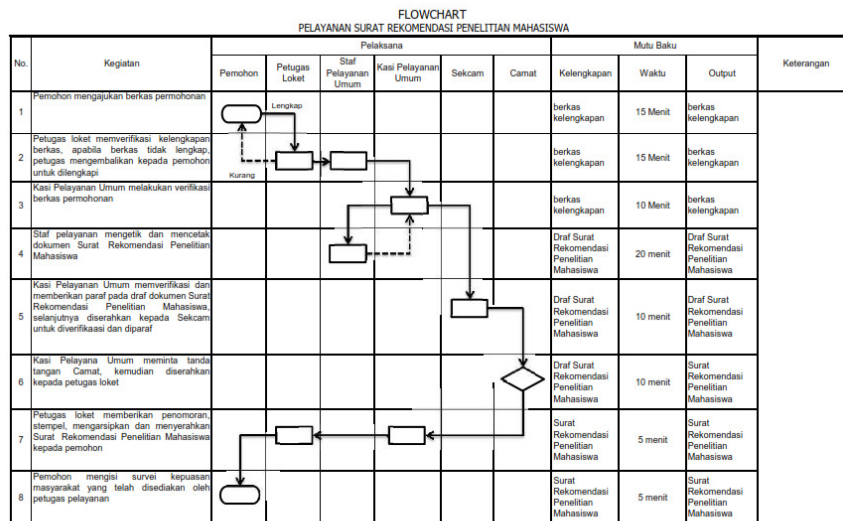 FLOWCHART
PELAYANAN SURAT REKOMENDASI PENELITIAN MAHASISWA
No.
Kegiatan
Pelaksana
Mutu Baku
Keterangan
Pemohon
Petugas
Loket
Staf
Pelayanan
Umum
Kasi Pelayanan
Umum
Sekcam
Camat
Kelengkapan
Waktu
Output
1
Pemohon mengajukan berkas permohonan
Lengkap
berkas
kelengkapan
15 Menit
berkas
kelengkapan
2
Petugas loket memverifikasi kelengkapan
berkas, apabila berkas tidak lengkap,
petugas mengembalikan kepada pemohon
untuk dilengkapi
Kurang
berkas
kelengkapan
15 Menit
berkas
kelengkapan
3
Kasi Pelayanan Umum melakukan verifikasi
berkas permohonan
berkas
kelengkapan
10 Menit
berkas
kelengkapan
4
Staf pelayanan mengetik dan mencetak
dokumen Surat Rekomendasi Penelitian
Mahasiswa
Draf Surat
Rekomendasi
Penelitian
Mahasiswa
20 menit
Draf Surat
Rekomendasi
Penelitian
Mahasiswa
5
Kasi Pelayanan Umum memverifikasi dan
memberikan paraf pada draf dokumen Surat
Rekomendasi Penelitian Mahasiswa,
selanjutnya diserahkan kepada Sekcam
untuk diverifikaasi dan diparaf
Draf Surat
Rekomendasi
Penelitian
Mahasiswa
10 menit
Draf Surat
Rekomendasi
Penelitian
Mahasiswa
6
Kasi Pelayana Umum meminta tanda
tangan Camat, kemudian diserahkan
kepada petugas loket
Draf Surat
Rekomendasi
Penelitian
Mahasiswa
10 menit
Surat
Rekomendasi
Penelitian
Mahasiswa
7
Petugas loket memberikan penomoran,
stempel, mengarsipkan dan menyerahkan
Surat Rekomendasi Penelitian Mahasiswa
kepada pemohon
Surat
Rekomendasi
Penelitian
Mahasiswa
5 menit
Surat
Rekomendasi
Penelitian
Mahasiswa
8
Pemohon mengisi survei kepuasan
masyarakat yang telah disediakan oleh
petugas pelayanan
Surat
Rekomendasi
Penelitian
Mahasiswa
5 menit
Surat
Rekomendasi
Penelitian
Mahasiswa